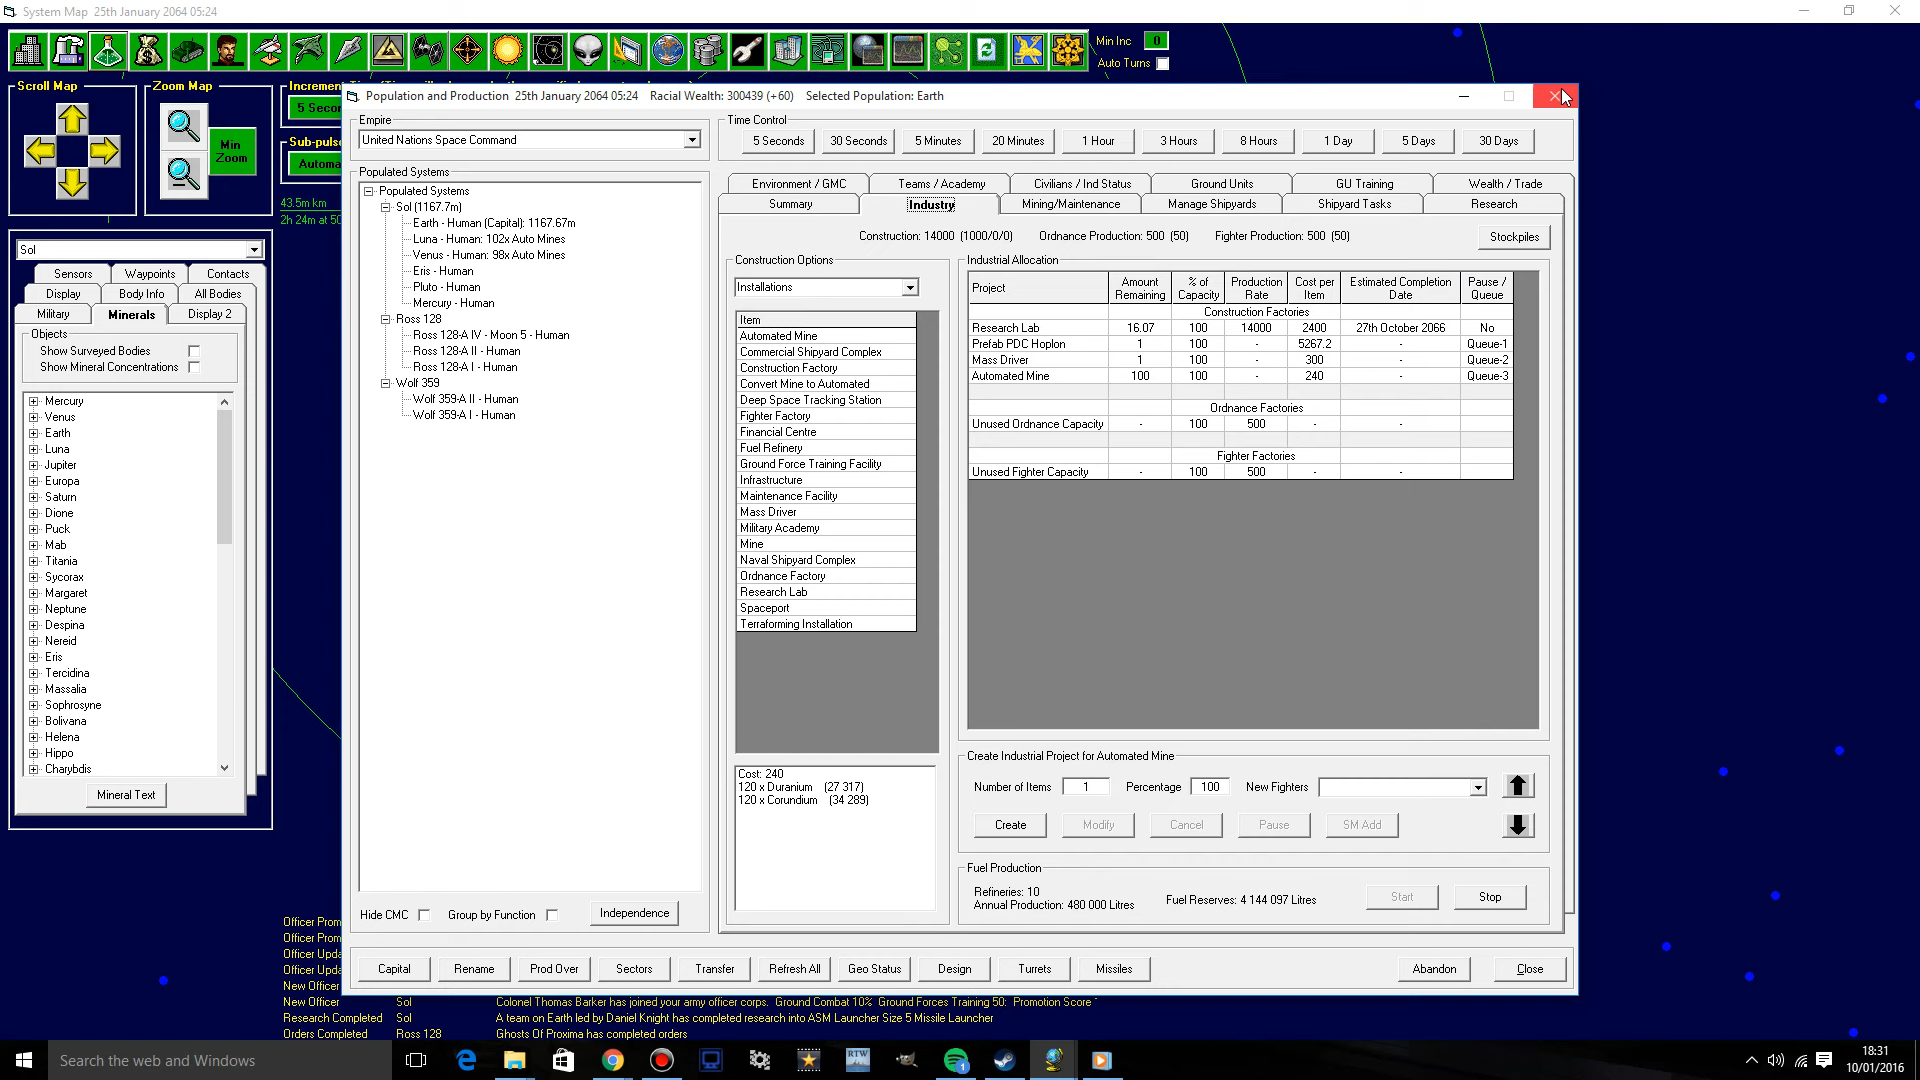 System Map  25th January 2064 05:24
Min Inc 0
Auto Turns
Scroll Map
Zoom Map
Min Zoom
Increment
5 Secon
Sub-puls
Automa
43.5m km
2h 24m at 50
Population and Production  25th January 2064 05:24  Racial Wealth: 300439 (+60)  Selected Population: Earth
Empire
United Nations Space Command
Time Control
5 Seconds  30 Seconds  5 Minutes  20 Minutes  1 Hour  3 Hours  8 Hours  1 Day  5 Days  30 Days
Environment / GMC  Teams / Academy  Civilians / Ind Status  Ground Units  GU Training  Wealth / Trade
Summary  Industry  Mining/Maintenance  Manage Shipyards  Shipyard Tasks  Research
Construction: 14000 (1000/0/0)  Ordnance Production: 500 (50)  Fighter Production: 500 (50)
Stockpiles
Populated Systems
Populated Systems
Sol (1167.7m)
Earth - Human (Capital): 1167.67m
Luna - Human: 102x Auto Mines
Venus - Human: 98x Auto Mines
Eris - Human
Pluto - Human
Mercury - Human
Ross 128
Ross 128-A IV - Moon 5 - Human
Ross 128-A II - Human
Ross 128-A I - Human
Wolf 359
Wolf 359-A II - Human
Wolf 359-A I - Human
Hide CMC
Group by Function
Independence
Sol
Sensors  Waypoints  Contacts
Display  Body Info  All Bodies
Military  Minerals  Display 2
Objects
Show Surveyed Bodies
Show Mineral Concentrations
Mercury
Venus
Earth
Luna
Jupiter
Europa
Saturn
Dione
Puck
Mab
Titania
Sycorax
Margaret
Neptune
Despina
Nereid
Eris
Tercidina
Massalia
Sophrosyne
Bolivana
Helena
Hippo
Charybdis
Mineral Text
Construction Options
Installations
Item
Automated Mine
Commercial Shipyard Complex
Construction Factory
Convert Mine to Automated
Deep Space Tracking Station
Fighter Factory
Financial Centre
Fuel Refinery
Ground Force Training Facility
Infrastructure
Maintenance Facility
Mass Driver
Military Academy
Mine
Naval Shipyard Complex
Ordnance Factory
Research Lab
Spaceport
Terraforming Installation
Cost: 240
120 x Duranium (27 317)
120 x Corundium (34 289)
Industrial Allocation
Project  Amount Remaining  % of Capacity  Production Rate  Cost per Item  Estimated Completion Date  Pause / Queue
Construction Factories
Research Lab  16.07  100  14000  2400  27th October 2066  No
Prefab PDC Hoplon  1  100  -  5267.2  -  Queue-1
Mass Driver  1  100  -  300  -  Queue-2
Automated Mine  100  100  -  240  -  Queue-3
Ordnance Factories
Unused Ordnance Capacity  -  100  500  -  -
Fighter Factories
Unused Fighter Capacity  -  100  500  -  -
Create Industrial Project for Automated Mine
Number of Items  1  Percentage  100  New Fighters
Create  Modify  Cancel  Pause  SM Add
Fuel Production
Refineries: 10
Annual Production: 480 000 Litres
Fuel Reserves: 4 144 097 Litres
Start  Stop
Capital  Rename  Prod Over  Sectors  Transfer  Refresh All  Geo Status  Design  Turrets  Missiles  Abandon  Close
Officer Prom
Officer Prom
Officer Upda
Officer Upda
New Officer
New Officer  Sol  Colonel Thomas Barker has joined your army officer corps.  Ground Combat 10%  Ground Forces Training 50:  Promotion Score
Research Completed  Sol  A team on Earth led by Daniel Knight has completed research into ASM Launcher Size 5 Missile Launcher
Orders Completed  Ross 128  Ghosts Of Proxima has completed orders
Search the web and Windows
RTW
1
18:31
10/01/2016